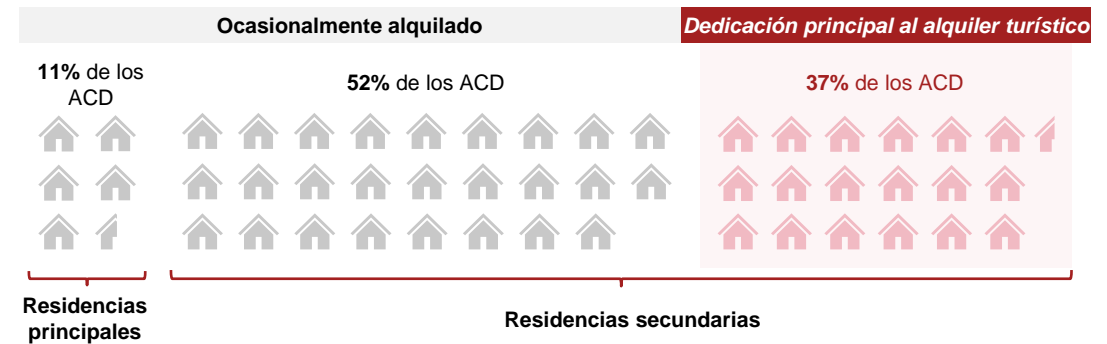 Ocasionalmente alquilado
Dedicación principal al alquiler turístico
11% de los
ACD
52% de los ACD
37% de los ACD
Residencias
principales
Residencias secundarias